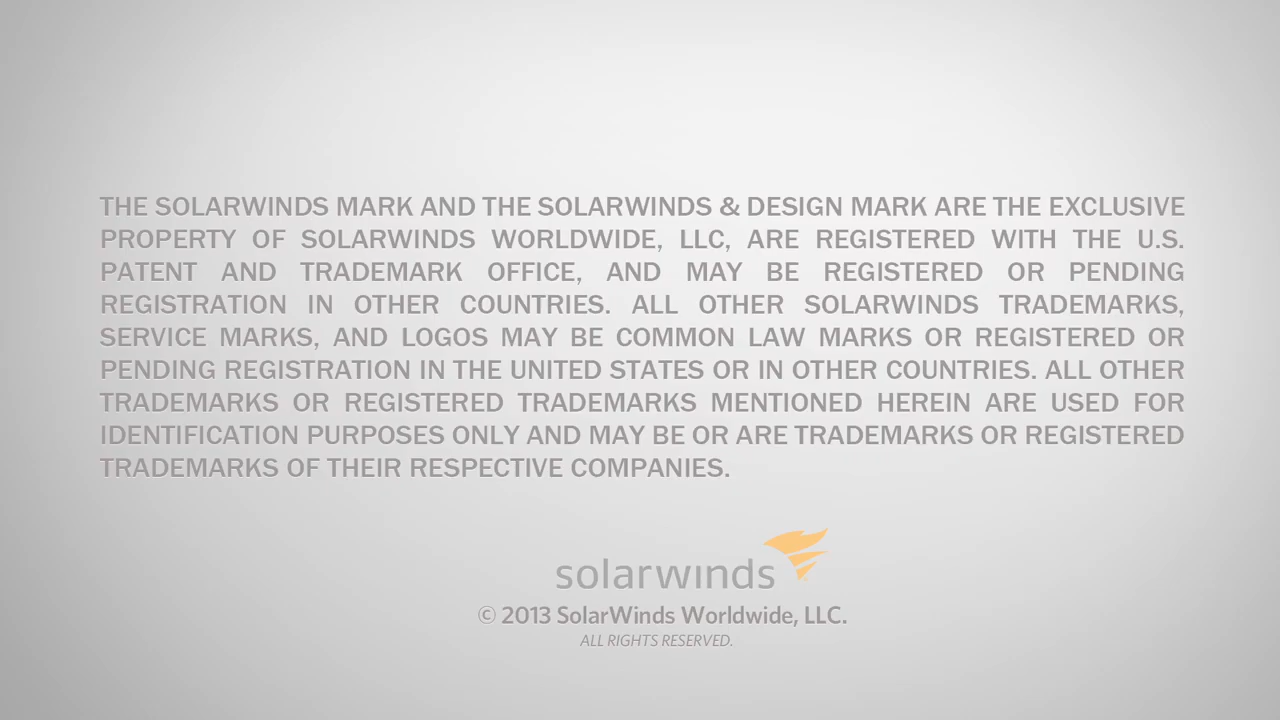 THE SOLARWINDS MARK AND THE SOLARWINDS & DESIGN MARK ARE THE EXCLUSIVE
PROPERTY OF SOLARWINDS WORLDWIDE, LLC, ARE REGISTERED WITH THE U.S.
PATENT AND TRADEMARK OFFICE, AND MAY BE REGISTERED OR PENDING
REGISTRATION IN OTHER COUNTRIES. ALL OTHER SOLARWINDS TRADEMARKS,
SERVICE MARKS, AND LOGOS MAY BE COMMON LAW MARKS OR REGISTERED OR
PENDING REGISTRATION IN THE UNITED STATES OR IN OTHER COUNTRIES. ALL OTHER
TRADEMARKS OR REGISTERED TRADEMARKS MENTIONED HEREIN ARE USED FOR
IDENTIFICATION PURPOSES ONLY AND MAY BE OR ARE TRADEMARKS OR REGISTERED
TRADEMARKS OF THEIR RESPECTIVE COMPANIES.
solarwinds
© 2013 SolarWinds Worldwide, LLC.
ALL RIGHTS RESERVED.